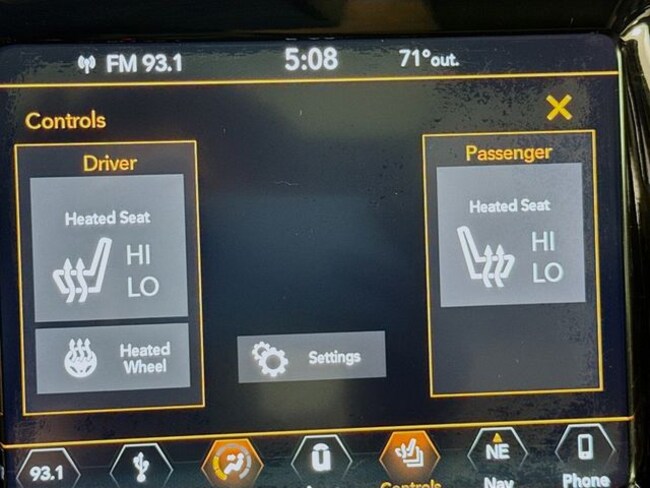 FM 93.1 5:08 71° out.
Controls
Driver
Passenger
Heated Seat
HI
LO
Heated Seat
HI
LO
Heated
Wheel
Settings
93.1
NE
Controls
Nav
Phone